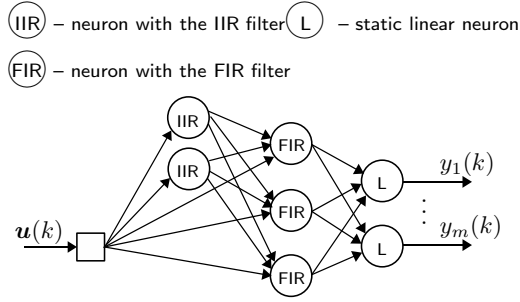 IIR – neuron with the IIR filter L – static linear neuron
FIR – neuron with the FIR filter
IIR
FIR
IIR
L
y₁(k)
FIR
u(k)
⋮
L
yₘ(k)
FIR